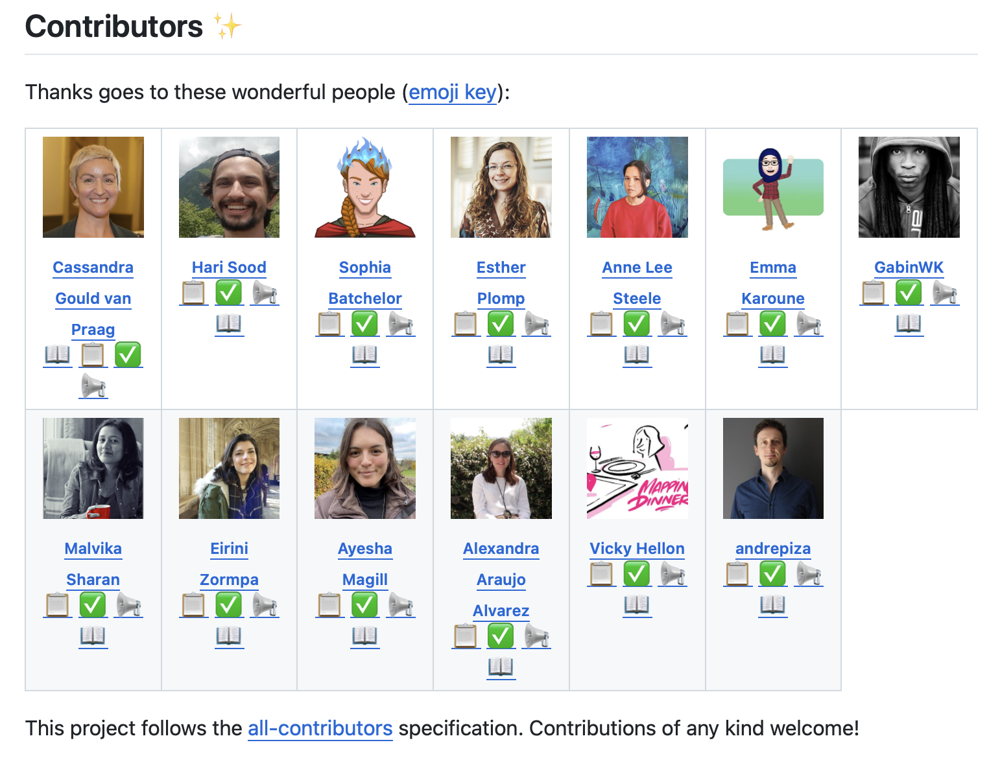 Contributors ✨
Thanks goes to these wonderful people (emoji key):
Cassandra
Gould van
Praag
📖 📋 ✅
📢
Hari Sood
📋 ✅ 📢
📖
Sophia
Batchelor
📋 ✅ 📢
📖
Esther
Plomp
📋 ✅ 📢
📖
Anne Lee
Steele
📋 ✅ 📢
📖
Emma
Karoune
📋 ✅ 📢
📖
GabinWK
📋 ✅ 📢
📖
Malvika
Sharan
📋 ✅ 📢
📖
Eirini
Zormpa
📋 ✅ 📢
📖
Ayesha
Magill
📋 ✅ 📢
📖
Alexandra
Araujo
Alvarez
📋 ✅ 📢
📖
MAPPIN
DINNER
Vicky Hellon
📋 ✅ 📢
📖
andrepiza
📋 ✅ 📢
📖
This project follows the all-contributors specification. Contributions of any kind welcome!